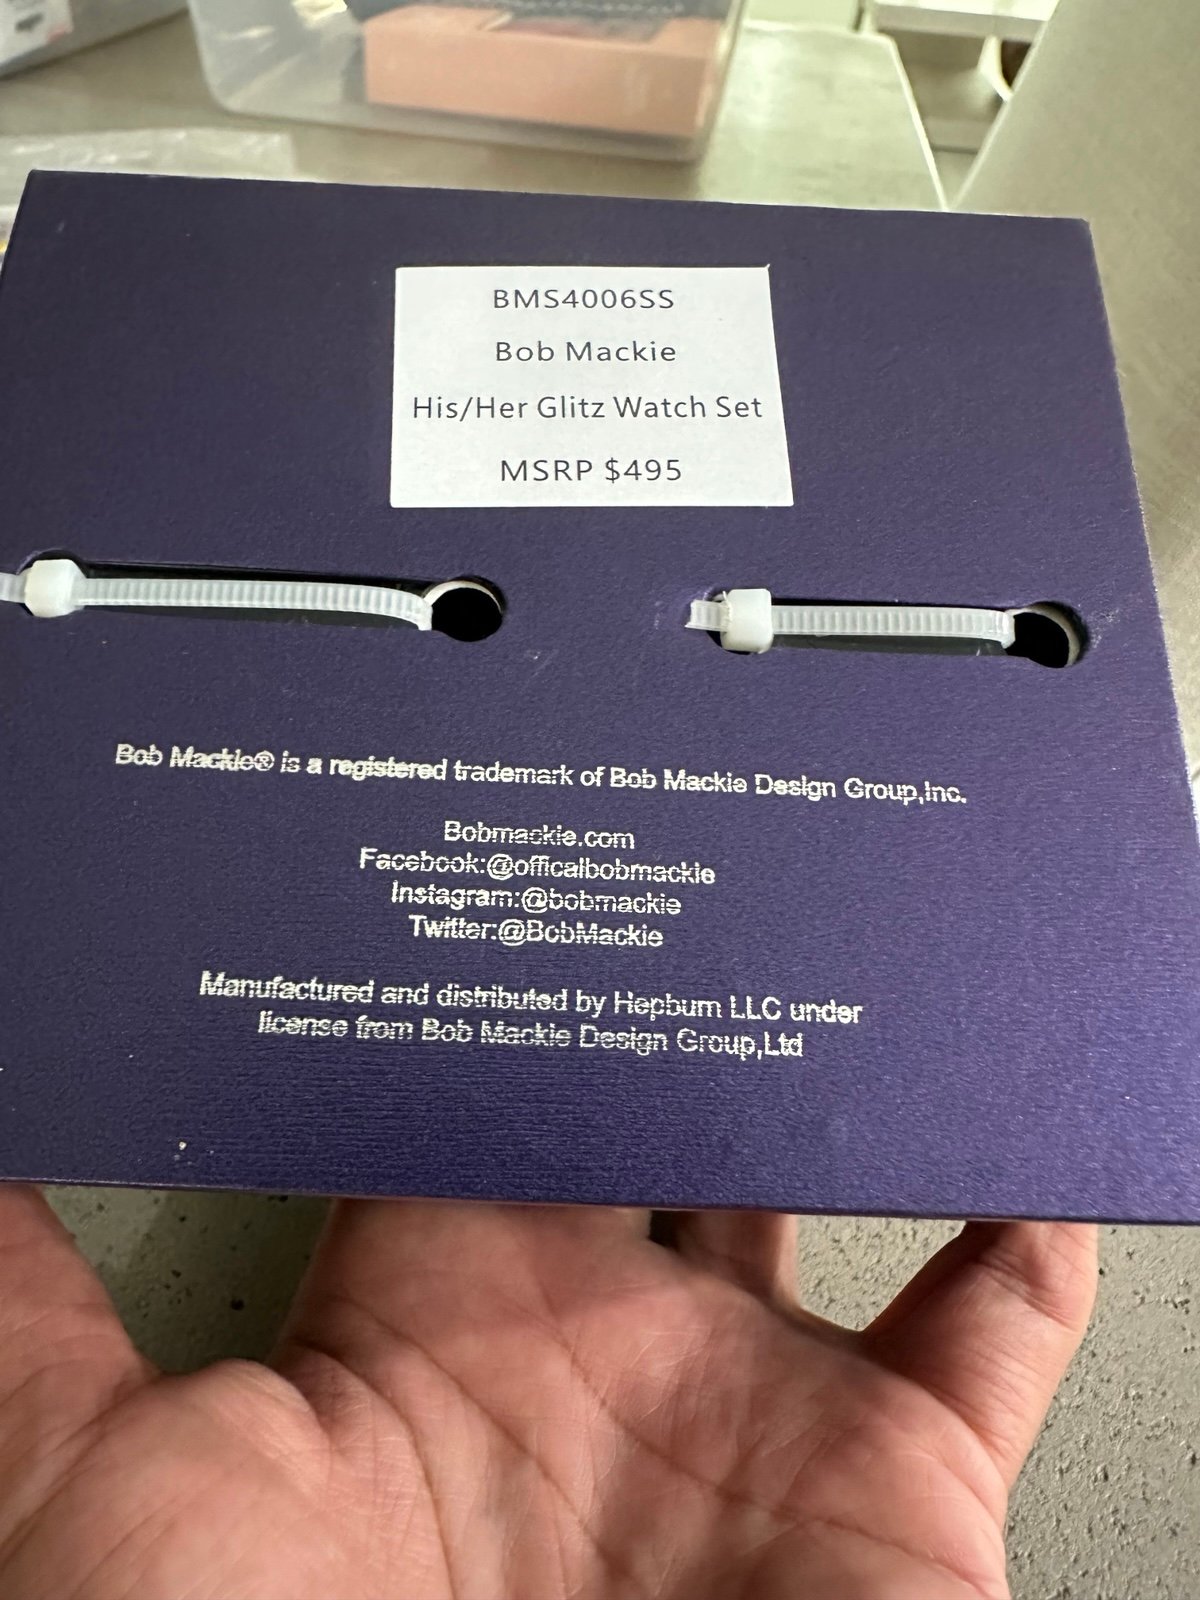 BMS4006SS
Bob Mackie
His/Her Glitz Watch Set
MSRP $495
Bob Mackie® is a registered trademark of Bob Mackie Design Group,Inc.
Bobmackie.com
Facebook:@officalbobmackie
Instagram:@bobmackie
Twitter:@BobMackie
Manufactured and distributed by Hepburn LLC under
license from Bob Mackie Design Group,Ltd